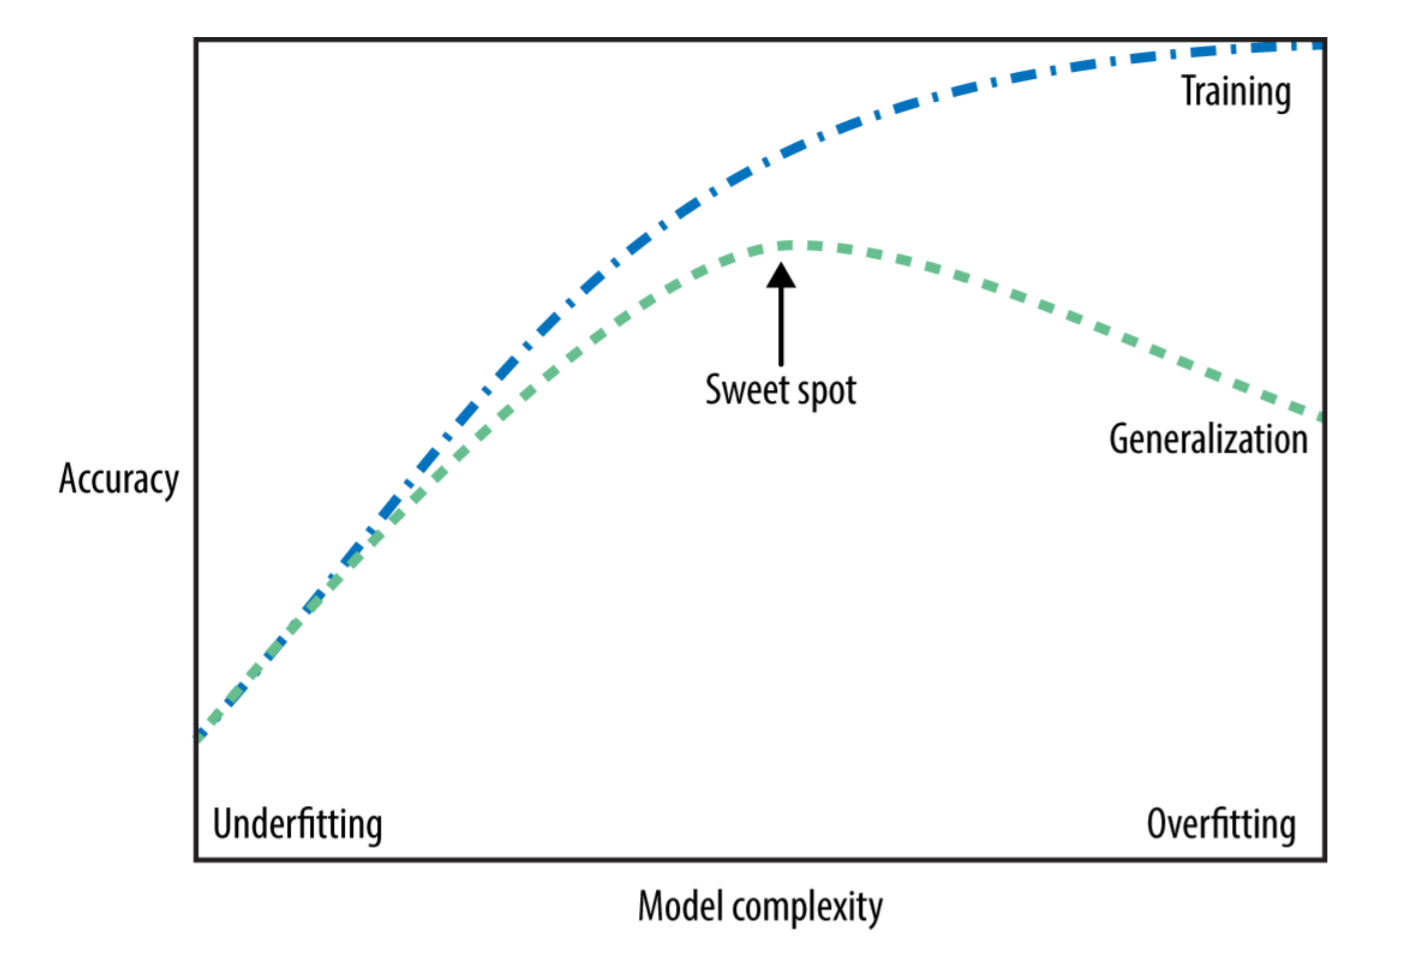 Training
Sweet spot
Generalization
Accuracy
Underfitting
Overfitting
Model complexity